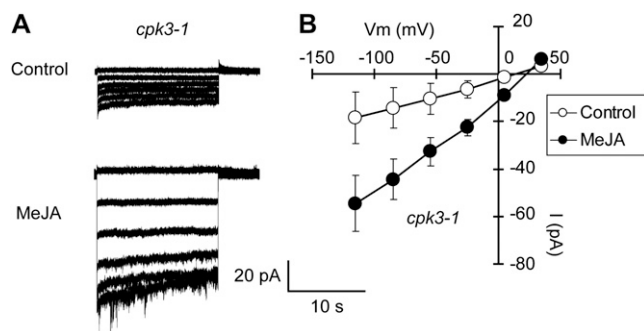 A
cpk3-1
Control
MeJA
20 pA
10 s
B
Vm (mV)
20
-150
-100
-50
0
50
-20
-40
-60
-80
I (pA)
cpk3-1
Control
MeJA